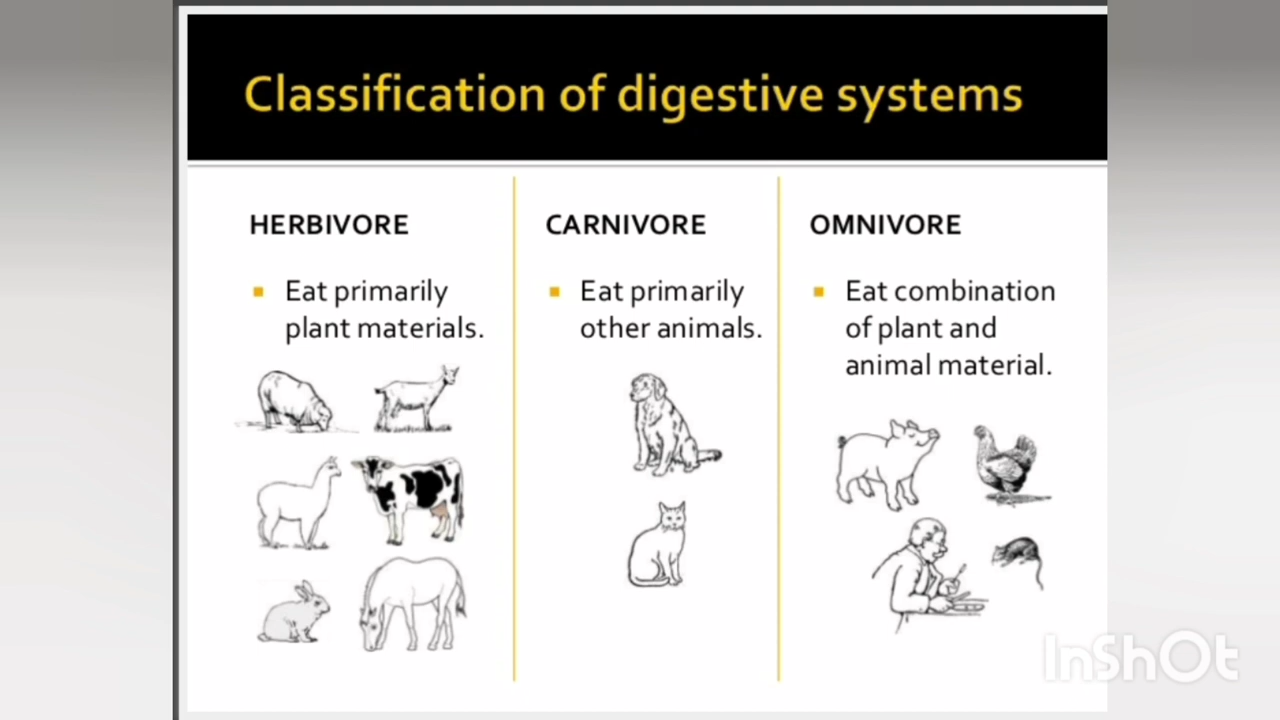 Classification of digestive systems
HERBIVORE
Eat primarily
plant materials.
CARNIVORE
Eat primarily
other animals.
OMNIVORE
Eat combination
of plant and
animal material.
InShOt